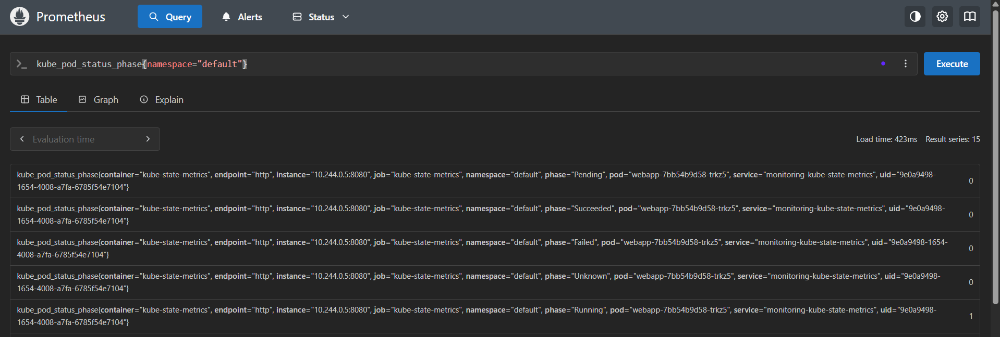 Prometheus
Query
Alerts
Status
kube_pod_status_phase{namespace="default"}
Execute
Table
Graph
Explain
Evaluation time
Load time: 423ms
Result series: 15
kube_pod_status_phase{container="kube-state-metrics", endpoint="http", instance="10.244.0.5:8080", job="kube-state-metrics", namespace="default", phase="Pending", pod="webapp-7bb54b9d58-trkz5", service="monitoring-kube-state-metrics", uid="9e0a9498-
1654-4008-a7fa-6785f54e7104"}
0
kube_pod_status_phase{container="kube-state-metrics", endpoint="http", instance="10.244.0.5:8080", job="kube-state-metrics", namespace="default", phase="Succeeded", pod="webapp-7bb54b9d58-trkz5", service="monitoring-kube-state-metrics", uid="9e0a9498-
1654-4008-a7fa-6785f54e7104"}
0
kube_pod_status_phase{container="kube-state-metrics", endpoint="http", instance="10.244.0.5:8080", job="kube-state-metrics", namespace="default", phase="Failed", pod="webapp-7bb54b9d58-trkz5", service="monitoring-kube-state-metrics", uid="9e0a9498-1654-
4008-a7fa-6785f54e7104"}
0
kube_pod_status_phase{container="kube-state-metrics", endpoint="http", instance="10.244.0.5:8080", job="kube-state-metrics", namespace="default", phase="Unknown", pod="webapp-7bb54b9d58-trkz5", service="monitoring-kube-state-metrics", uid="9e0a9498-
1654-4008-a7fa-6785f54e7104"}
0
kube_pod_status_phase{container="kube-state-metrics", endpoint="http", instance="10.244.0.5:8080", job="kube-state-metrics", namespace="default", phase="Running", pod="webapp-7bb54b9d58-trkz5", service="monitoring-kube-state-metrics", uid="9e0a9498-
1654-4008-a7fa-6785f54e7104"}
1